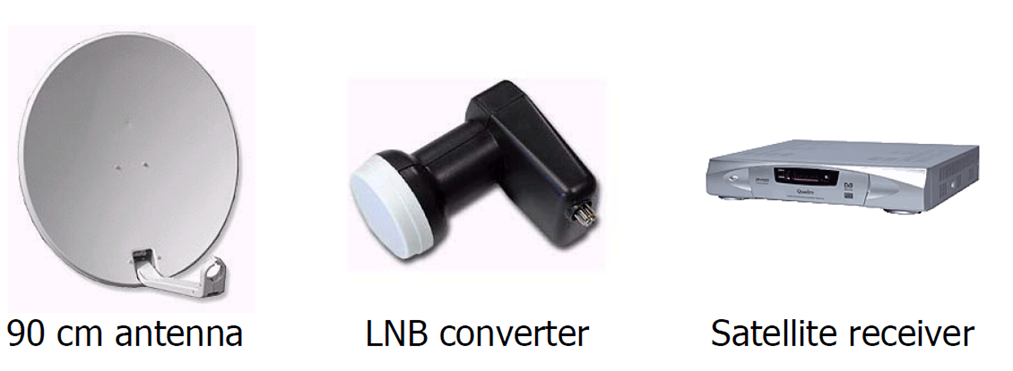 90 cm antenna
LNB converter
Satellite receiver